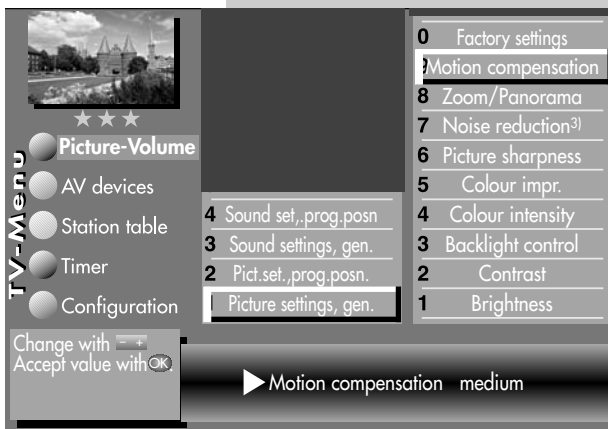 TV-Menu
Picture-Volume
AV devices
Station table
Timer
Configuration
4 Sound set,.prog.posn
3 Sound settings, gen.
2 Pict.set.,prog.posn.
Picture settings, gen.
0 Factory settings
Motion compensation
8 Zoom/Panorama
7 Noise reduction3)
6 Picture sharpness
5 Colour impr.
4 Colour intensity
3 Backlight control
2 Contrast
1 Brightness
Change with - +
Accept value with OK.
Motion compensation medium